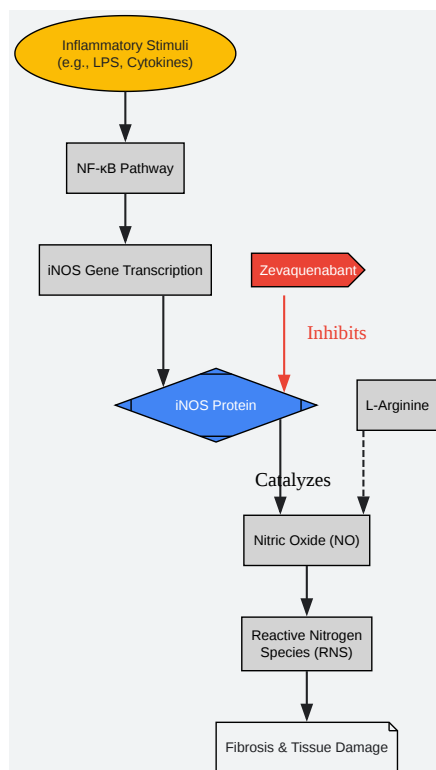 Inflammatory Stimuli
(e.g., LPS, Cytokines)
NF-κB Pathway
iNOS Gene Transcription
Zevaquenabant
Inhibits
iNOS Protein
L-Arginine
Catalyzes
Nitric Oxide (NO)
Reactive Nitrogen
Species (RNS)
Fibrosis & Tissue Damage